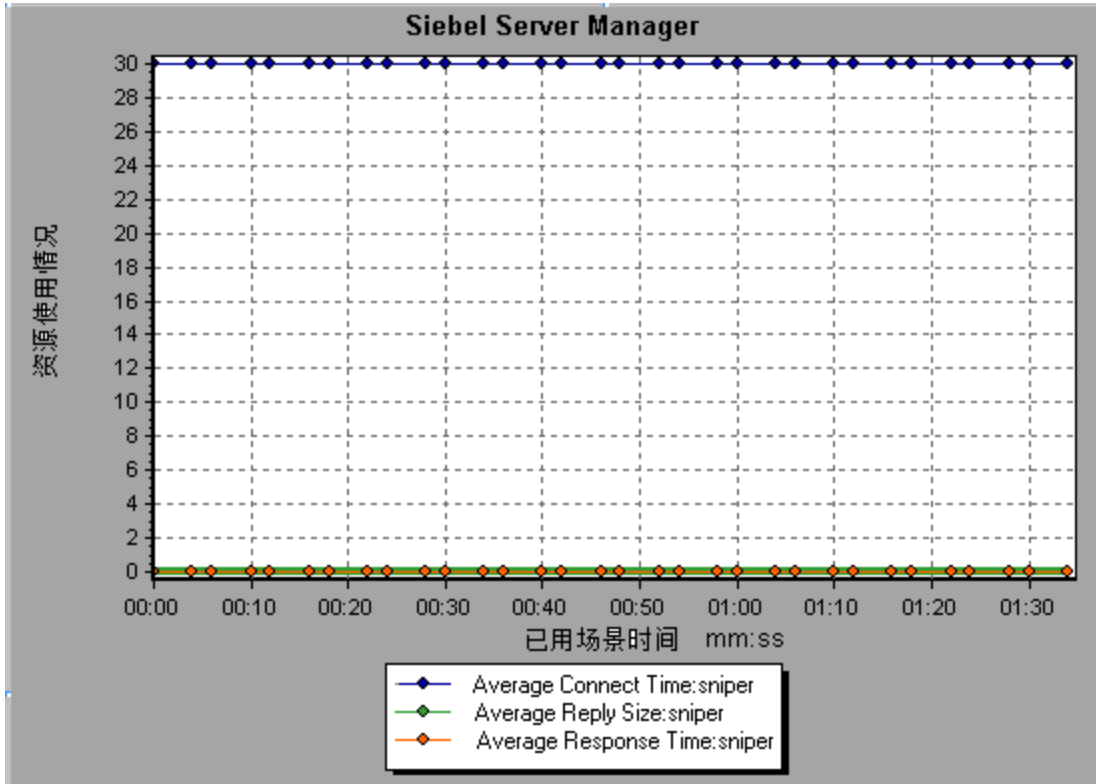 Siebel Server Manager
30
28
26
24
22
20
18
16
14
12
10
8
6
4
2
0
资源使用情况
00:00 00:10 00:20 00:30 00:40 00:50 01:00 01:10 01:20 01:30
已用场景时间 mm:ss
Average Connect Time:sniper
Average Reply Size:sniper
Average Response Time:sniper